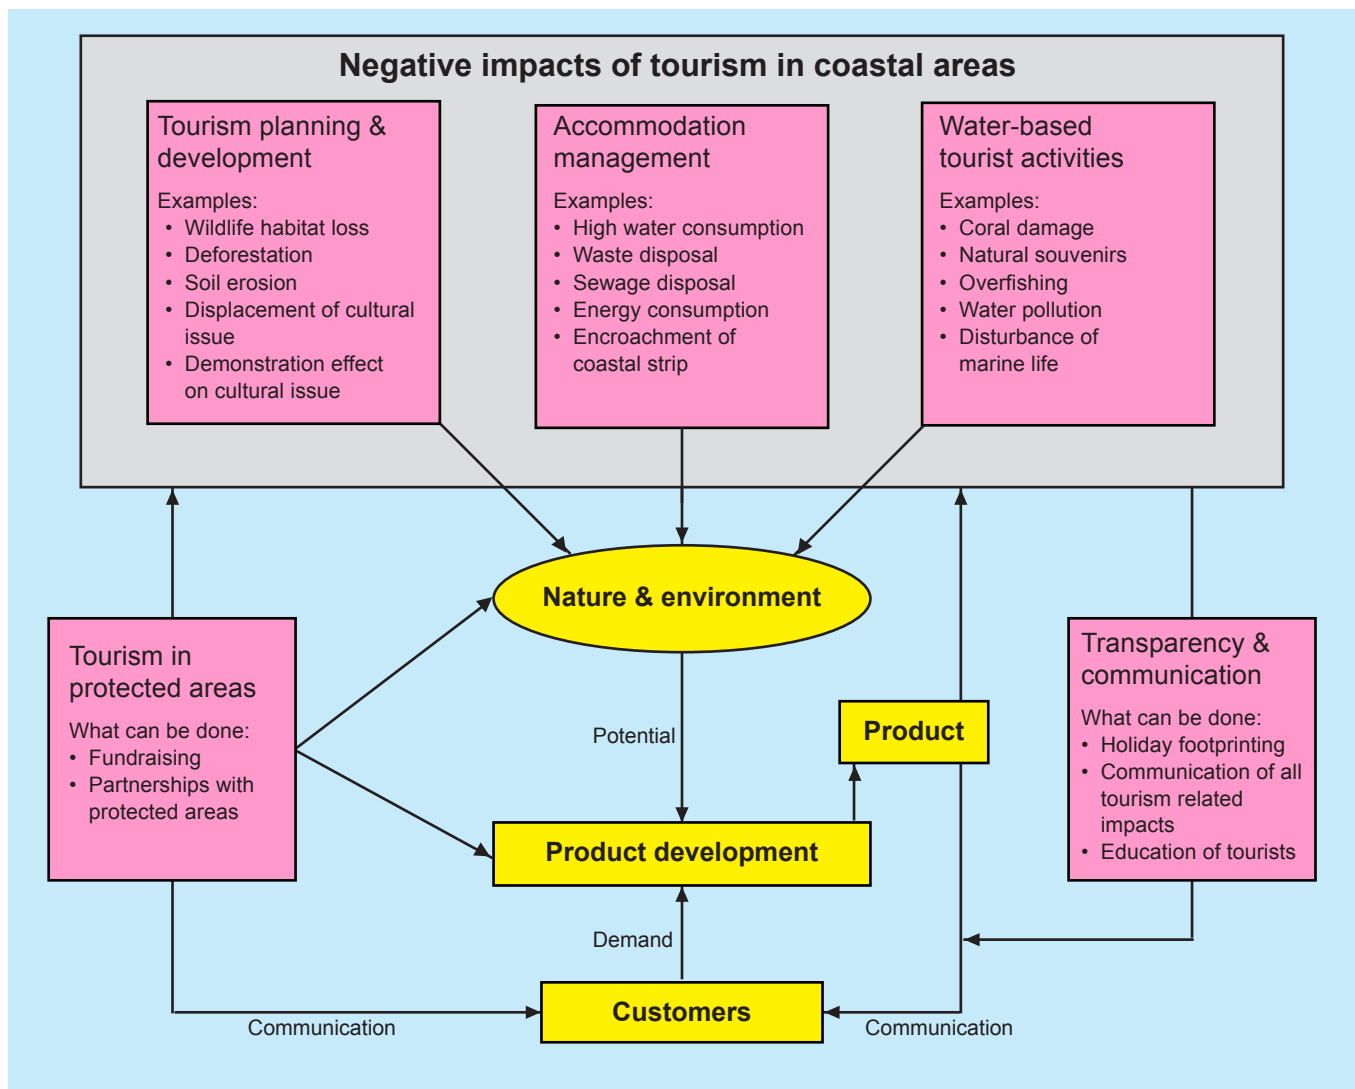 Negative impacts of tourism in coastal areas
Tourism planning &
development
Examples:
• Wildlife habitat loss
• Deforestation
• Soil erosion
• Displacement of cultural
issue
• Demonstration effect
on cultural issue
Accommodation
management
Examples:
• High water consumption
• Waste disposal
• Sewage disposal
• Energy consumption
• Encroachment of
coastal strip
Water-based
tourist activities
Examples:
• Coral damage
• Natural souvenirs
• Overfishing
• Water pollution
• Disturbance of
marine life
Nature & environment
Tourism in
protected areas
What can be done:
• Fundraising
• Partnerships with
protected areas
Potential
Product
Transparency &
communication
What can be done:
• Holiday footprinting
• Communication of all
tourism related
impacts
• Education of tourists
Product development
Demand
Customers
Communication
Communication